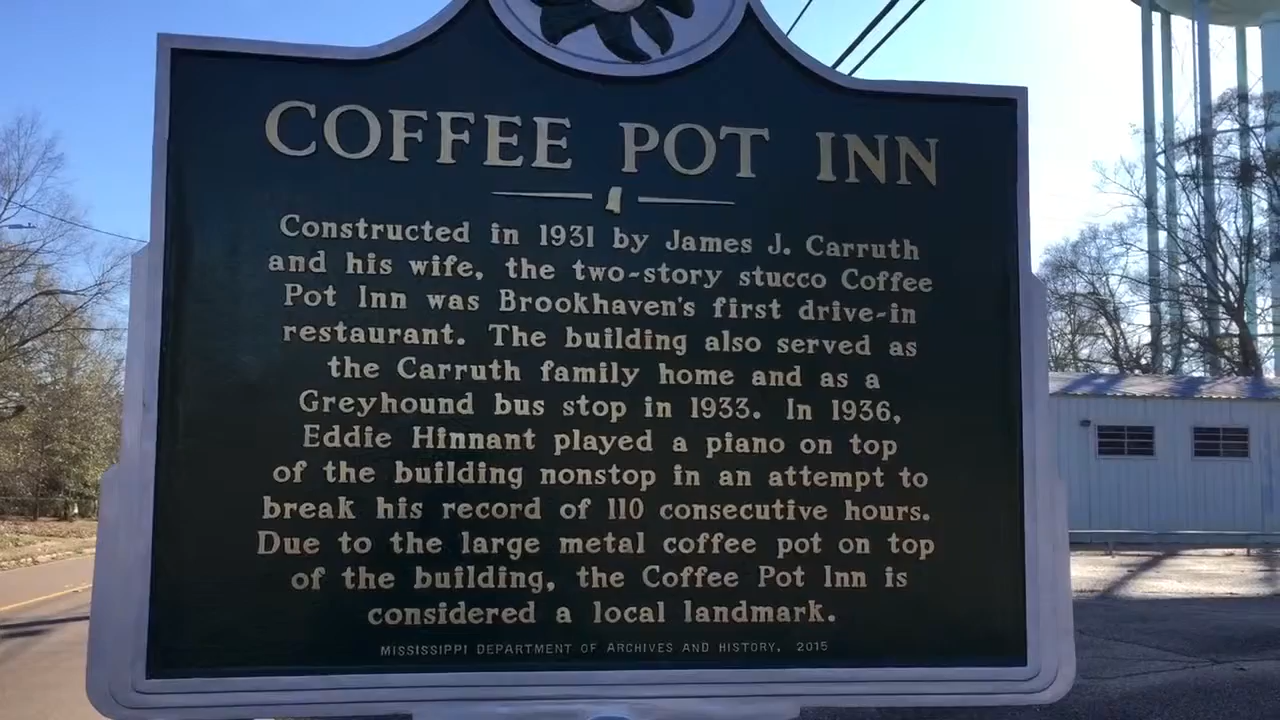 COFFEE POT INN
Constructed in 1931 by James J. Carruth
and his wife, the two-story stucco Coffee
Pot Inn was Brookhaven's first drive-in
restaurant. The building also served as
the Carruth family home and as a
Greyhound bus stop in 1933. In 1936,
Eddie Hinnant played a piano on top
of the building nonstop in an attempt to
break his record of 110 consecutive hours.
Due to the large metal coffee pot on top
of the building, the Coffee Pot Inn is
considered a local landmark.
MISSISSIPPI DEPARTMENT OF ARCHIVES AND HISTORY, 2015